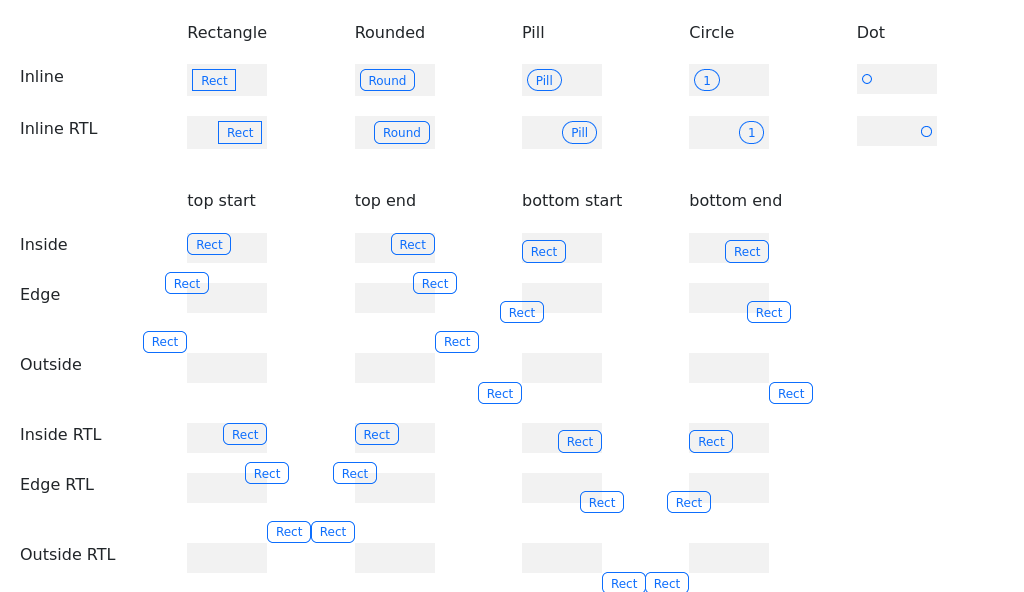 Rectangle Rounded Pill Circle Dot
Inline Rect Round Pill 1
Inline RTL Rect Round Pill 1
top start top end bottom start bottom end
Inside Rect Rect Rect Rect
Edge Rect Rect Rect Rect
Rect Rect
Outside
Rect Rect
Inside RTL Rect Rect Rect Rect
Edge RTL Rect Rect Rect Rect
Rect Rect
Outside RTL
Rect Rect